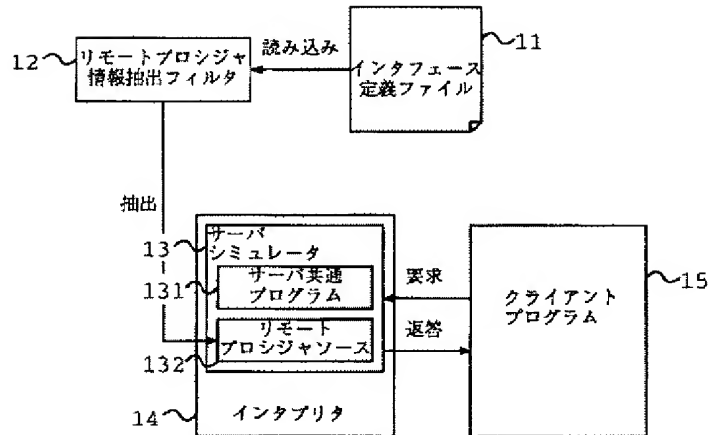 11
読み込み
12
リモートプロシジャ
情報抽出フィルタ
インタフェース
定義ファイル
抽出
13
サーバ
シミュレータ
131
サーバ共通
プログラム
要求
15
クライアント
プログラム
132
リモート
プロシジャソース
返答
14
インタプリタ